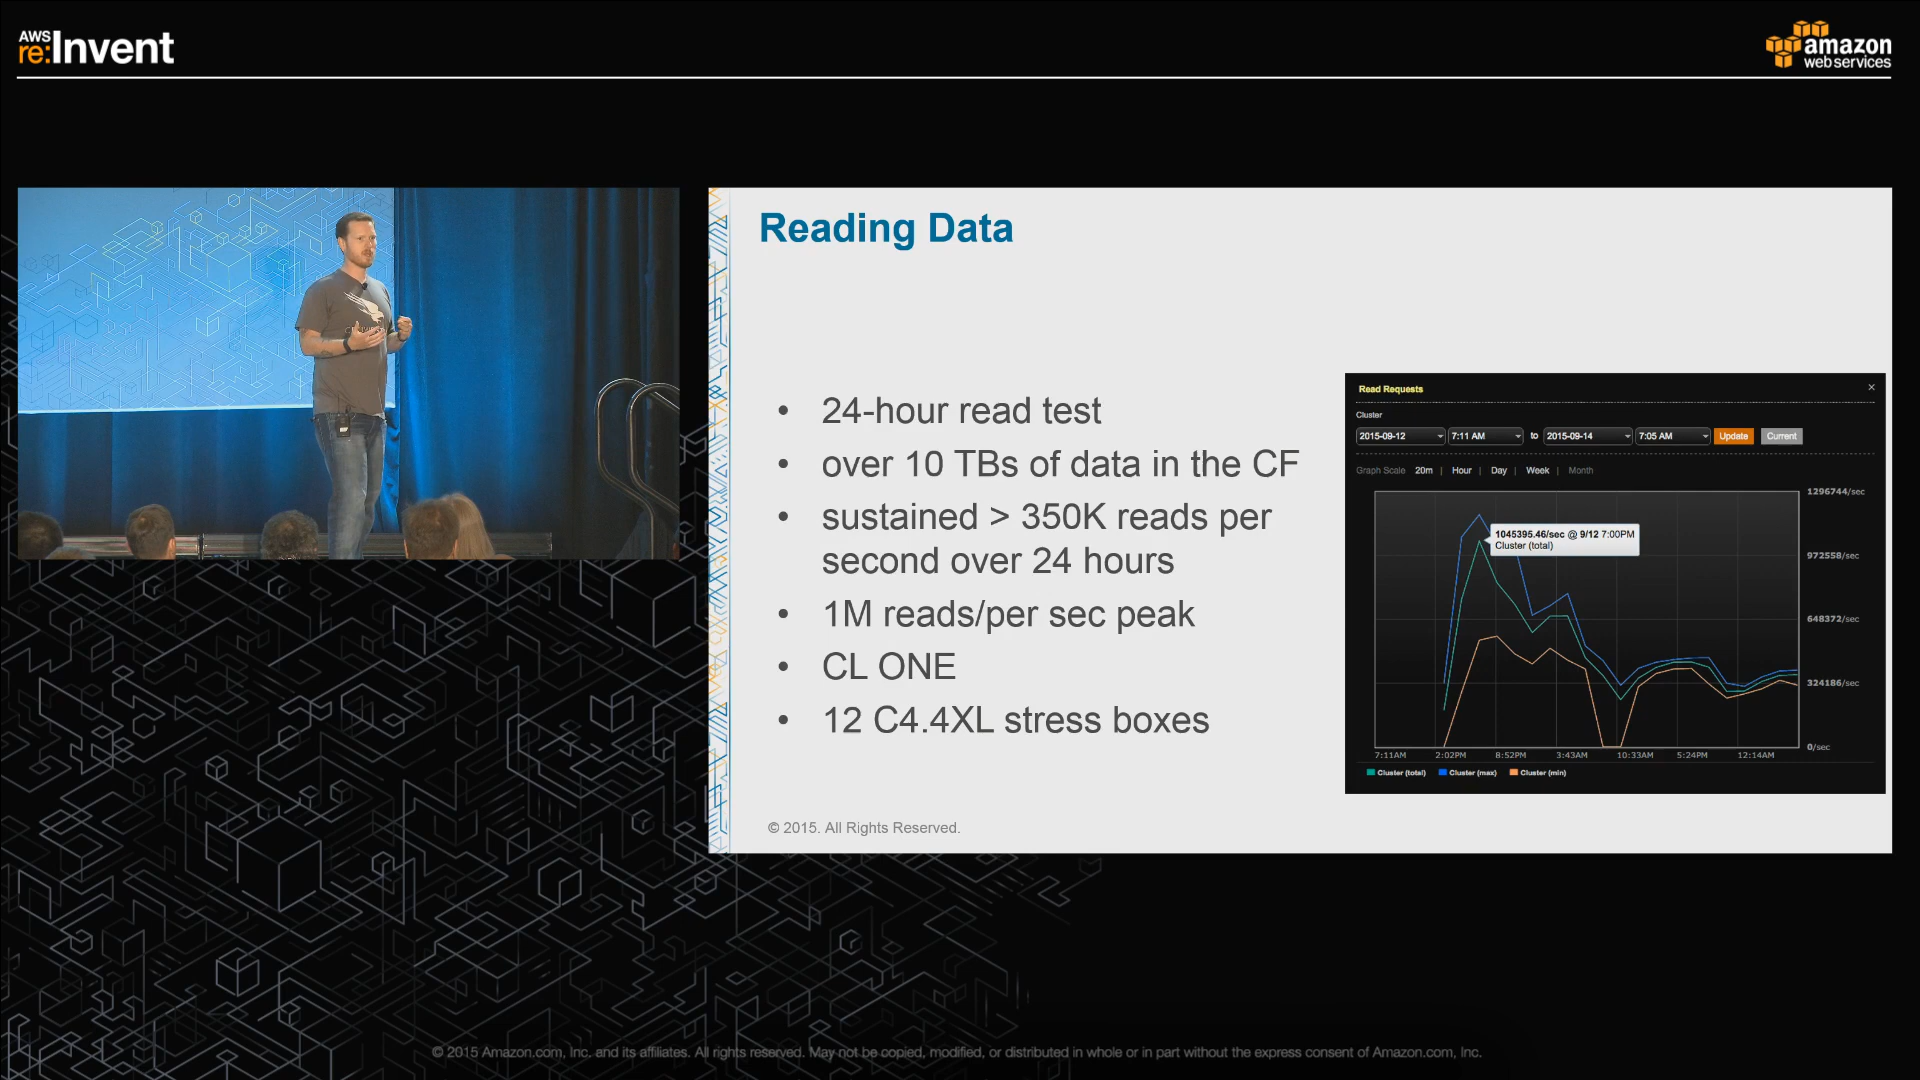 AWS
re:Invent
amazon
web services
Reading Data
• 24-hour read test
• over 10 TBs of data in the CF
• sustained > 350K reads per
second over 24 hours
• 1M reads/per sec peak
• CL ONE
• 12 C4.4XL stress boxes
© 2015. All Rights Reserved.
Read Requests
Cluster
2015-09-12 7:11 AM to 2015-09-14 7:05 AM Update Current
Graph Scale 20m | Hour | Day | Week | Month
1296744/sec
1045395.46/sec @ 9/12 7:00PM
Cluster (total)
972558/sec
648372/sec
324186/sec
0/sec
7:11AM 2:02PM 8:52PM 3:43AM 10:33AM 5:24PM 12:14AM
Cluster (total) Cluster (max) Cluster (min)
© 2015 Amazon.com, Inc. and its affiliates. All rights reserved. May not be copied, modified, or distributed in whole or in part without the express consent of Amazon.com, Inc.